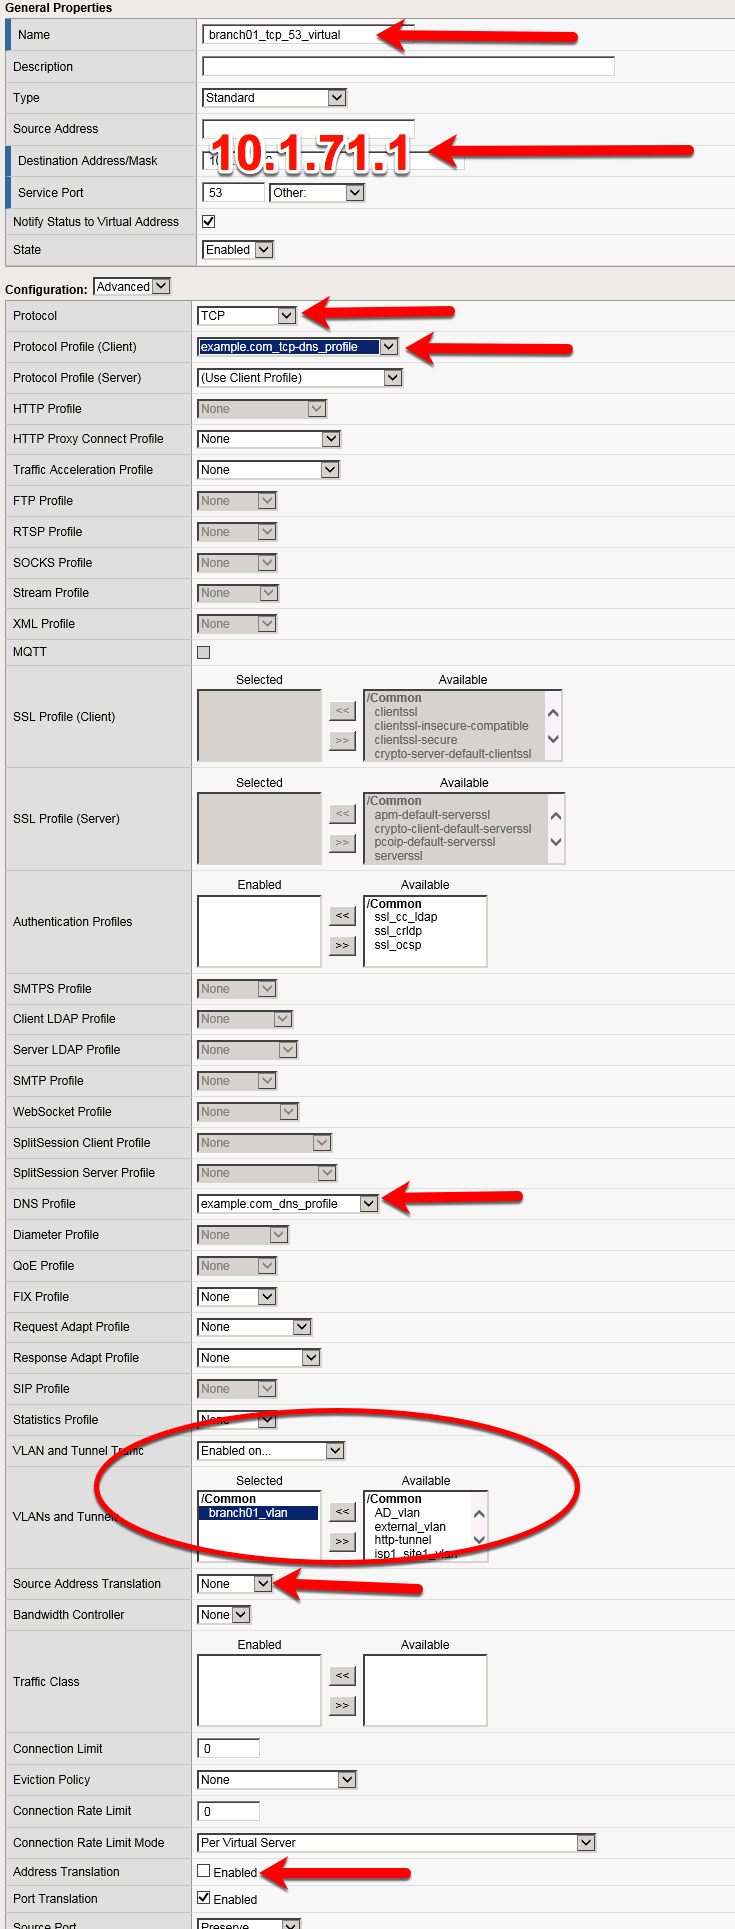 General Properties
Name branch01_tcp_53_virtual
Description
Type Standard
Source Address
10.1.71.1
Destination Address/Mask
Service Port 53 Other:
Notify Status to Virtual Address
State Enabled
Configuration: Advanced
Protocol TCP
Protocol Profile (Client) example.com_tcp-dns_profile
Protocol Profile (Server) (Use Client Profile)
HTTP Profile None
HTTP Proxy Connect Profile None
Traffic Acceleration Profile None
FTP Profile None
RTSP Profile None
SOCKS Profile None
Stream Profile None
XML Profile None
MQTT
Selected Available
SSL Profile (Client) << >>
/Common
clientssl
clientssl-insecure-compatible
clientssl-secure
crypto-server-default-clientssl
Selected Available
SSL Profile (Server) << >>
/Common
apm-default-serverssl
crypto-client-default-serverssl
pcoip-default-serverssl
serverssl
Enabled Available
Authentication Profiles << >>
/Common
ssl_cc_ldap
ssl_crldp
ssl_ocsp
SMTPS Profile None
Client LDAP Profile None
Server LDAP Profile None
SMTP Profile None
WebSocket Profile None
SplitSession Client Profile None
SplitSession Server Profile None
DNS Profile example.com_dns_profile
Diameter Profile None
QoE Profile None
FIX Profile None
Request Adapt Profile None
Response Adapt Profile None
SIP Profile None
Statistics Profile None
VLAN and Tunnel Traffic Enabled on...
Selected Available
VLANs and Tunnels
/Common
branch01_vlan
<< >>
/Common
AD_vlan
external_vlan
http-tunnel
isp1_site1_vlan
Source Address Translation None
Bandwidth Controller None
Enabled Available
Traffic Class << >>
Connection Limit 0
Eviction Policy None
Connection Rate Limit 0
Connection Rate Limit Mode Per Virtual Server
Address Translation Enabled
Port Translation Enabled
Source Port Preserve